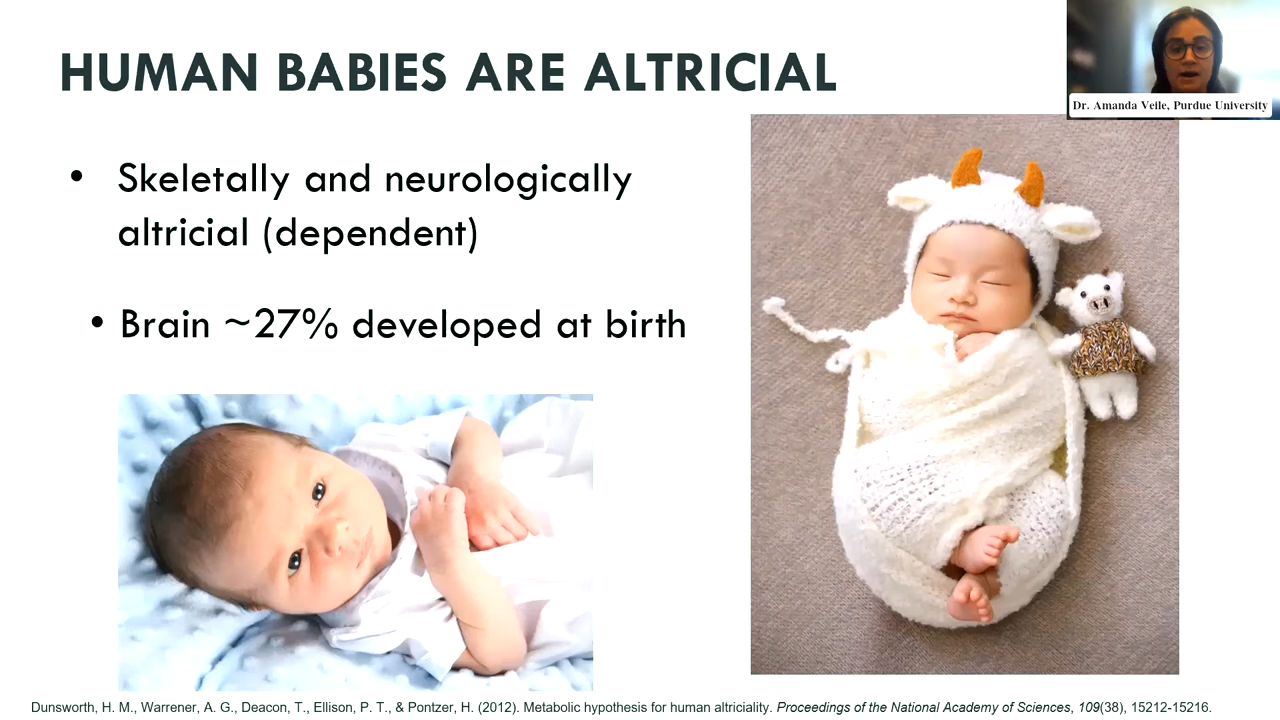 HUMAN BABIES ARE ALTRICIAL
Dr. Amanda Veile, Purdue University
• Skeletally and neurologically
altricial (dependent)
• Brain ~27% developed at birth
Dunsworth, H. M., Warrener, A. G., Deacon, T., Ellison, P. T., & Pontzer, H. (2012). Metabolic hypothesis for human altriciality. Proceedings of the National Academy of Sciences, 109(38), 15212-15216.